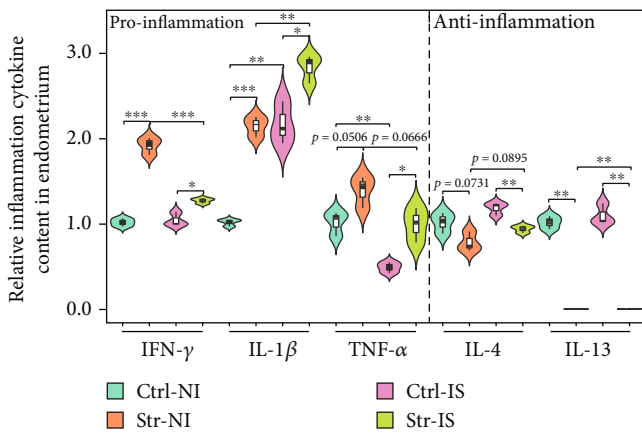 Relative inflammation cytokine
content in endometrium
Pro-inflammation
Anti-inflammation
3.0
2.0
1.0
0.0
***
***
*
***
**
**
*
**
p = 0.0506
p = 0.0666
*
p = 0.0731
p = 0.0895
**
**
**
**
IFN-γ
IL-1β
TNF-α
IL-4
IL-13
Ctrl-NI
Ctrl-IS
Str-NI
Str-IS